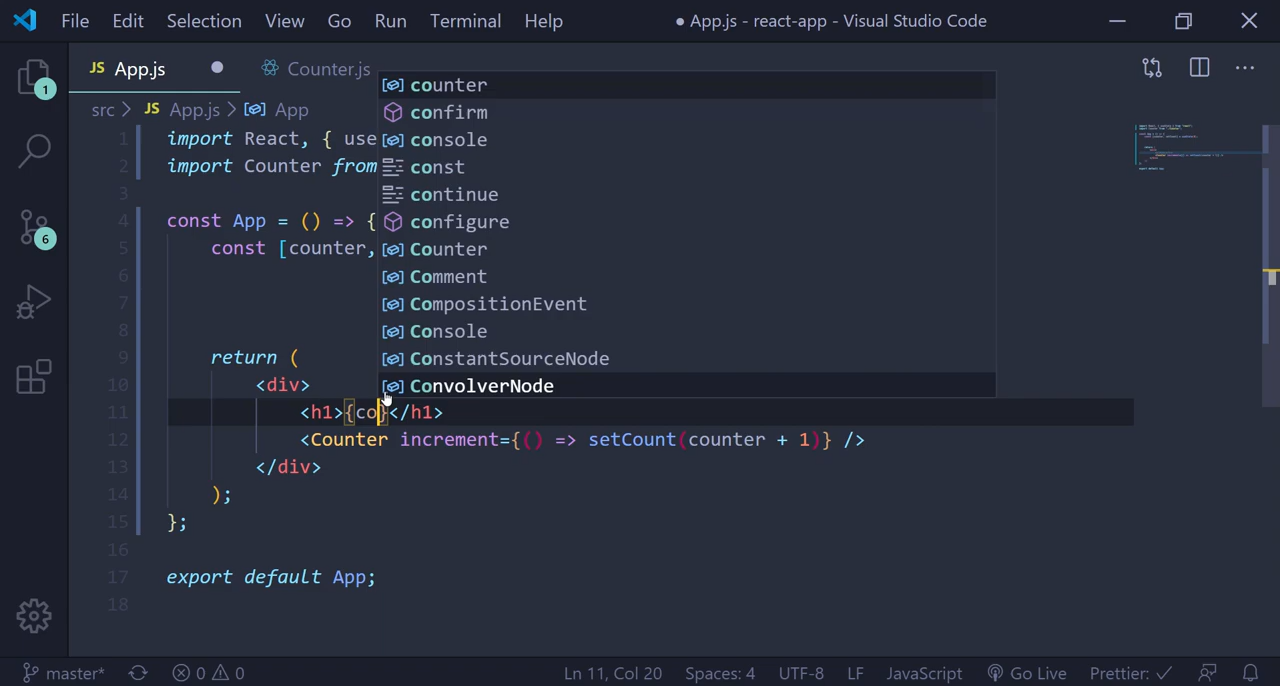 File Edit Selection View Go Run Terminal Help ● App.js - react-app - Visual Studio Code
JS App.js Counter.js
src > JS App.js > App
1 import React, { use
2 import Counter from
3
4 const App = () => {
5 const [counter,
6
7
8
9 return (
10 <div>
11 <h1>{co}</h1>
12 <Counter increment={() => setCount(counter + 1)} />
13 </div>
14 );
15 };
16
17 export default App;
18
counter
confirm
console
const
continue
configure
Counter
Comment
CompositionEvent
Console
ConstantSourceNode
ConvolverNode
1
6
master* 0 0 Ln 11, Col 20 Spaces: 4 UTF-8 LF JavaScript Go Live Prettier: ✓